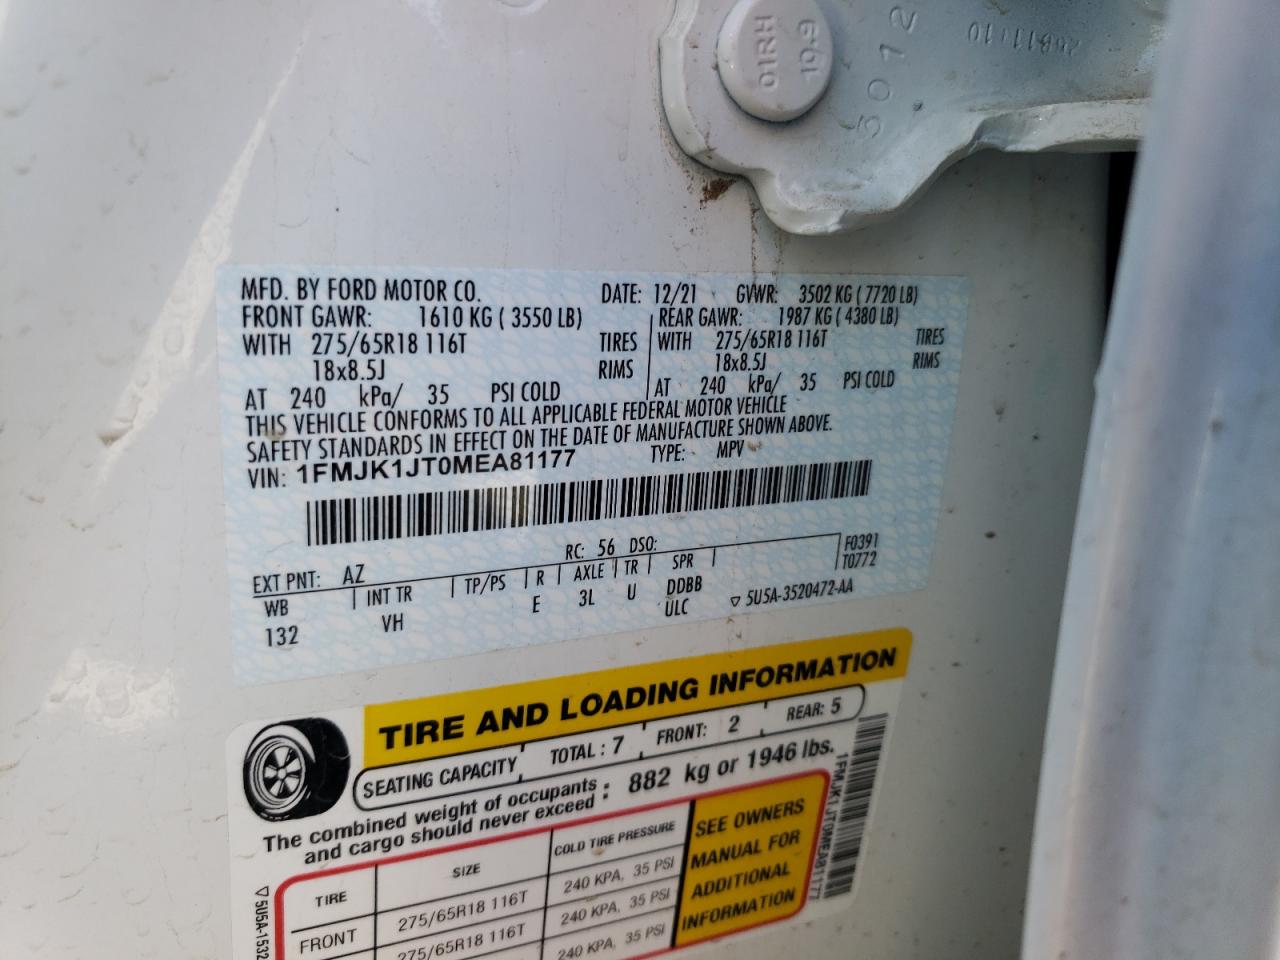 01RH
19.9
3012
MFD. BY FORD MOTOR CO.
DATE: 12/21 GVWR: 3502 KG ( 7720 LB)
FRONT GAWR: 1610 KG ( 3550 LB)
REAR GAWR: 1987 KG ( 4380 LB)
WITH 275/65R18 116T TIRES
WITH 275/65R18 116T TIRES
18x8.5J RIMS
18x8.5J RIMS
AT 240 kPa/ 35 PSI COLD
AT 240 kPa/ 35 PSI COLD
THIS VEHICLE CONFORMS TO ALL APPLICABLE FEDERAL MOTOR VEHICLE
SAFETY STANDARDS IN EFFECT ON THE DATE OF MANUFACTURE SHOWN ABOVE.
VIN: 1FMJK1JT0MEA81177 TYPE: MPV
EXT PNT: AZ RC: 56 DSO: F0391
T0772
WB INT TR TP/PS R AXLE TR SPR
132 VH E 3L U DDBB
ULC
▽ 5U5A-3520472-AA
TIRE AND LOADING INFORMATION
SEATING CAPACITY TOTAL : 7 FRONT: 2 REAR: 5
The combined weight of occupants
and cargo should never exceed : 882 kg or 1946 lbs.
TIRE SIZE COLD TIRE PRESSURE
FRONT 275/65R18 116T 240 KPA, 35 PSI
275/65R18 116T 240 KPA, 35 PSI
240 KPA, 35 PSI
SEE OWNERS
MANUAL FOR
ADDITIONAL
INFORMATION
1FMJK1JT0MEA81177
▽ 5U5A-1532